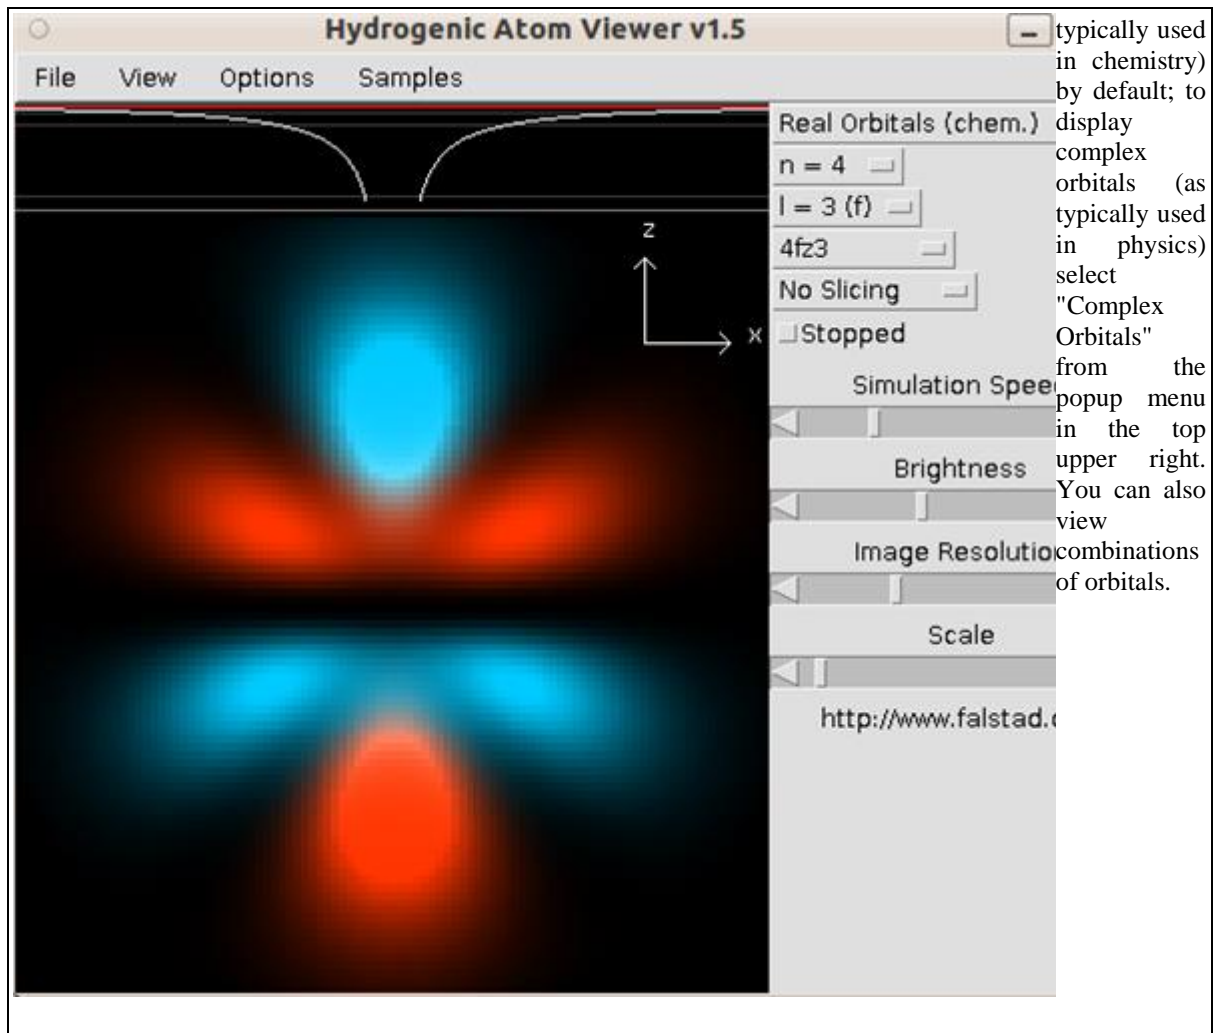 Hydrogenic Atom Viewer v1.5
File View Options Samples
z
x
Real Orbitals (chem.)
n = 4
l = 3 (f)
4fz3
No Slicing
Stopped
Simulation Spee
Brightness
Image Resolutio
Scale
http://www.falstad.
typically used
in chemistry)
by default; to
display
complex
orbitals (as
typically used
in physics)
select
"Complex
Orbitals"
from the
popup menu
in the top
upper right.
You can also
view
combinations
of orbitals.